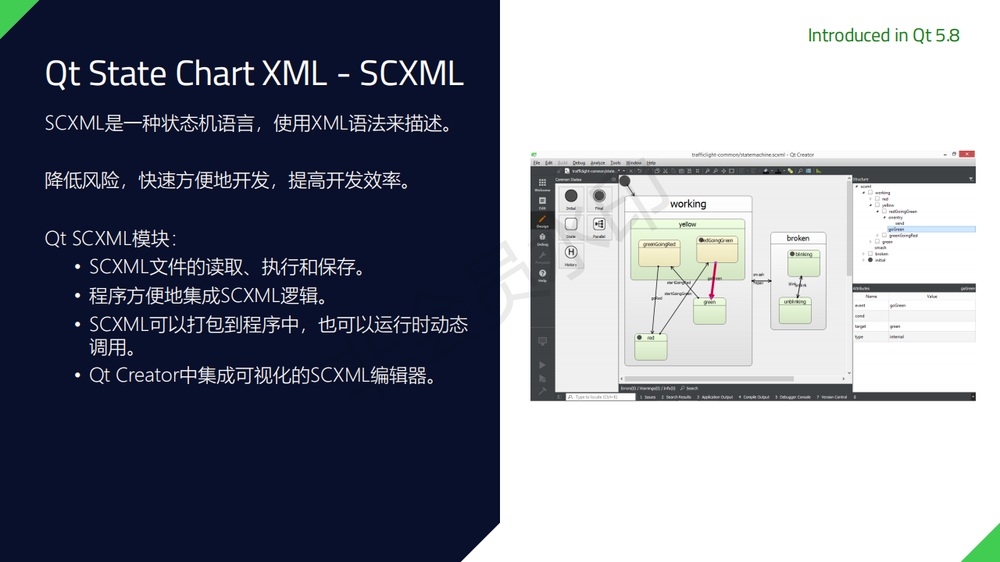 Introduced in Qt 5.8
Qt State Chart XML - SCXML
SCXML是一种状态机语言，使用XML语法来描述。
降低风险，快速方便地开发，提高开发效率。
Qt SCXML模块：
• SCXML文件的读取、执行和保存。
• 程序方便地集成SCXML逻辑。
• SCXML可以打包到程序中，也可以运行时动态
调用。
• Qt Creator中集成可视化的SCXML编辑器。
trafficlight-common/statemachine.scxml - Qt Creator
File Edit Build Debug Analyze Tools Window Help
trafficlight-common/state...*
Welcome
Edit
Design
Debug
Projects
Help
Common States
Initial
Final
State
Parallel
History
working
yellow
greenGoingRed
redGoingGreen
startGoingRed
goGreen
startGoingGreen
goRed
green
red
smash
repair
broken
blinking
unblinking
Structure
scxml
working
red
yellow
redGoingGreen
onentry
send
goGreen
greenGoingRed
green
smash
broken
initial
Attributes goGreen
Name Value
event goGreen
cond
target green
type internal
Errors(0) / Warnings(0) / Info(0) Search
Type to locate (Ctrl+K) 1 Issues 2 Search Results 3 Application Output 4 Compile Output 5 Debugger Console 7 Version Control
员水印